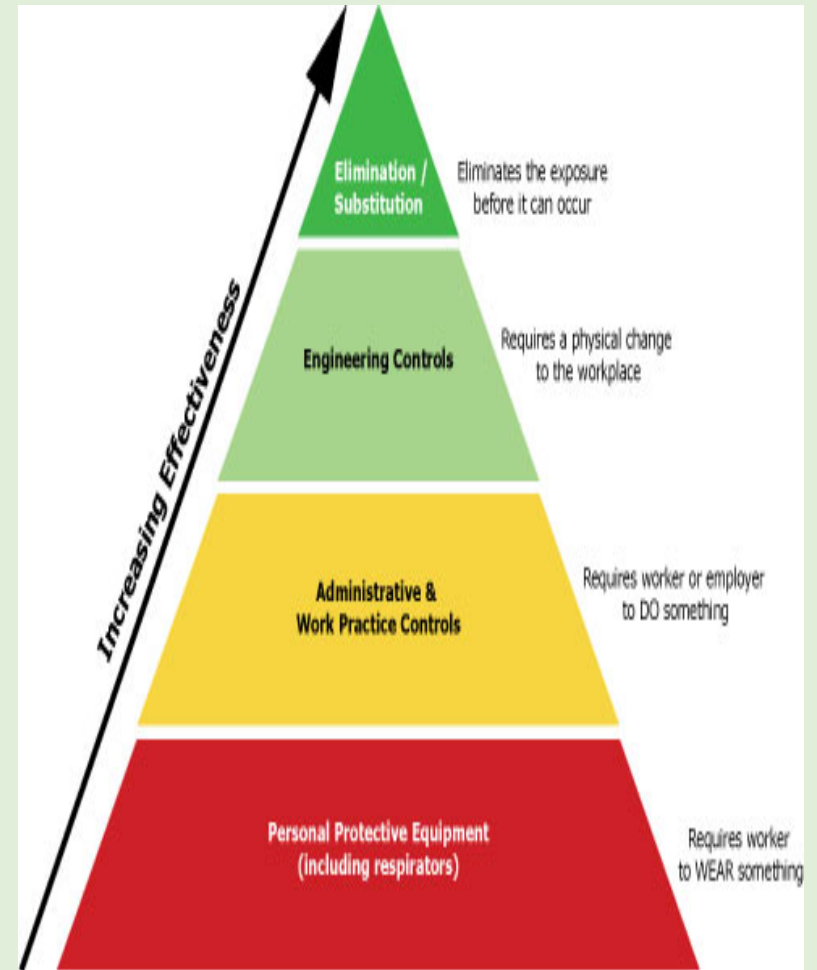 Elimination /
Substitution
Eliminates the exposure
before it can occur
Engineering Controls
Requires a physical change
to the workplace
Increasing Effectiveness
Administrative &
Work Practice Controls
Requires worker or employer
to DO something
Personal Protective Equipment
(including respirators)
Requires worker
to WEAR something